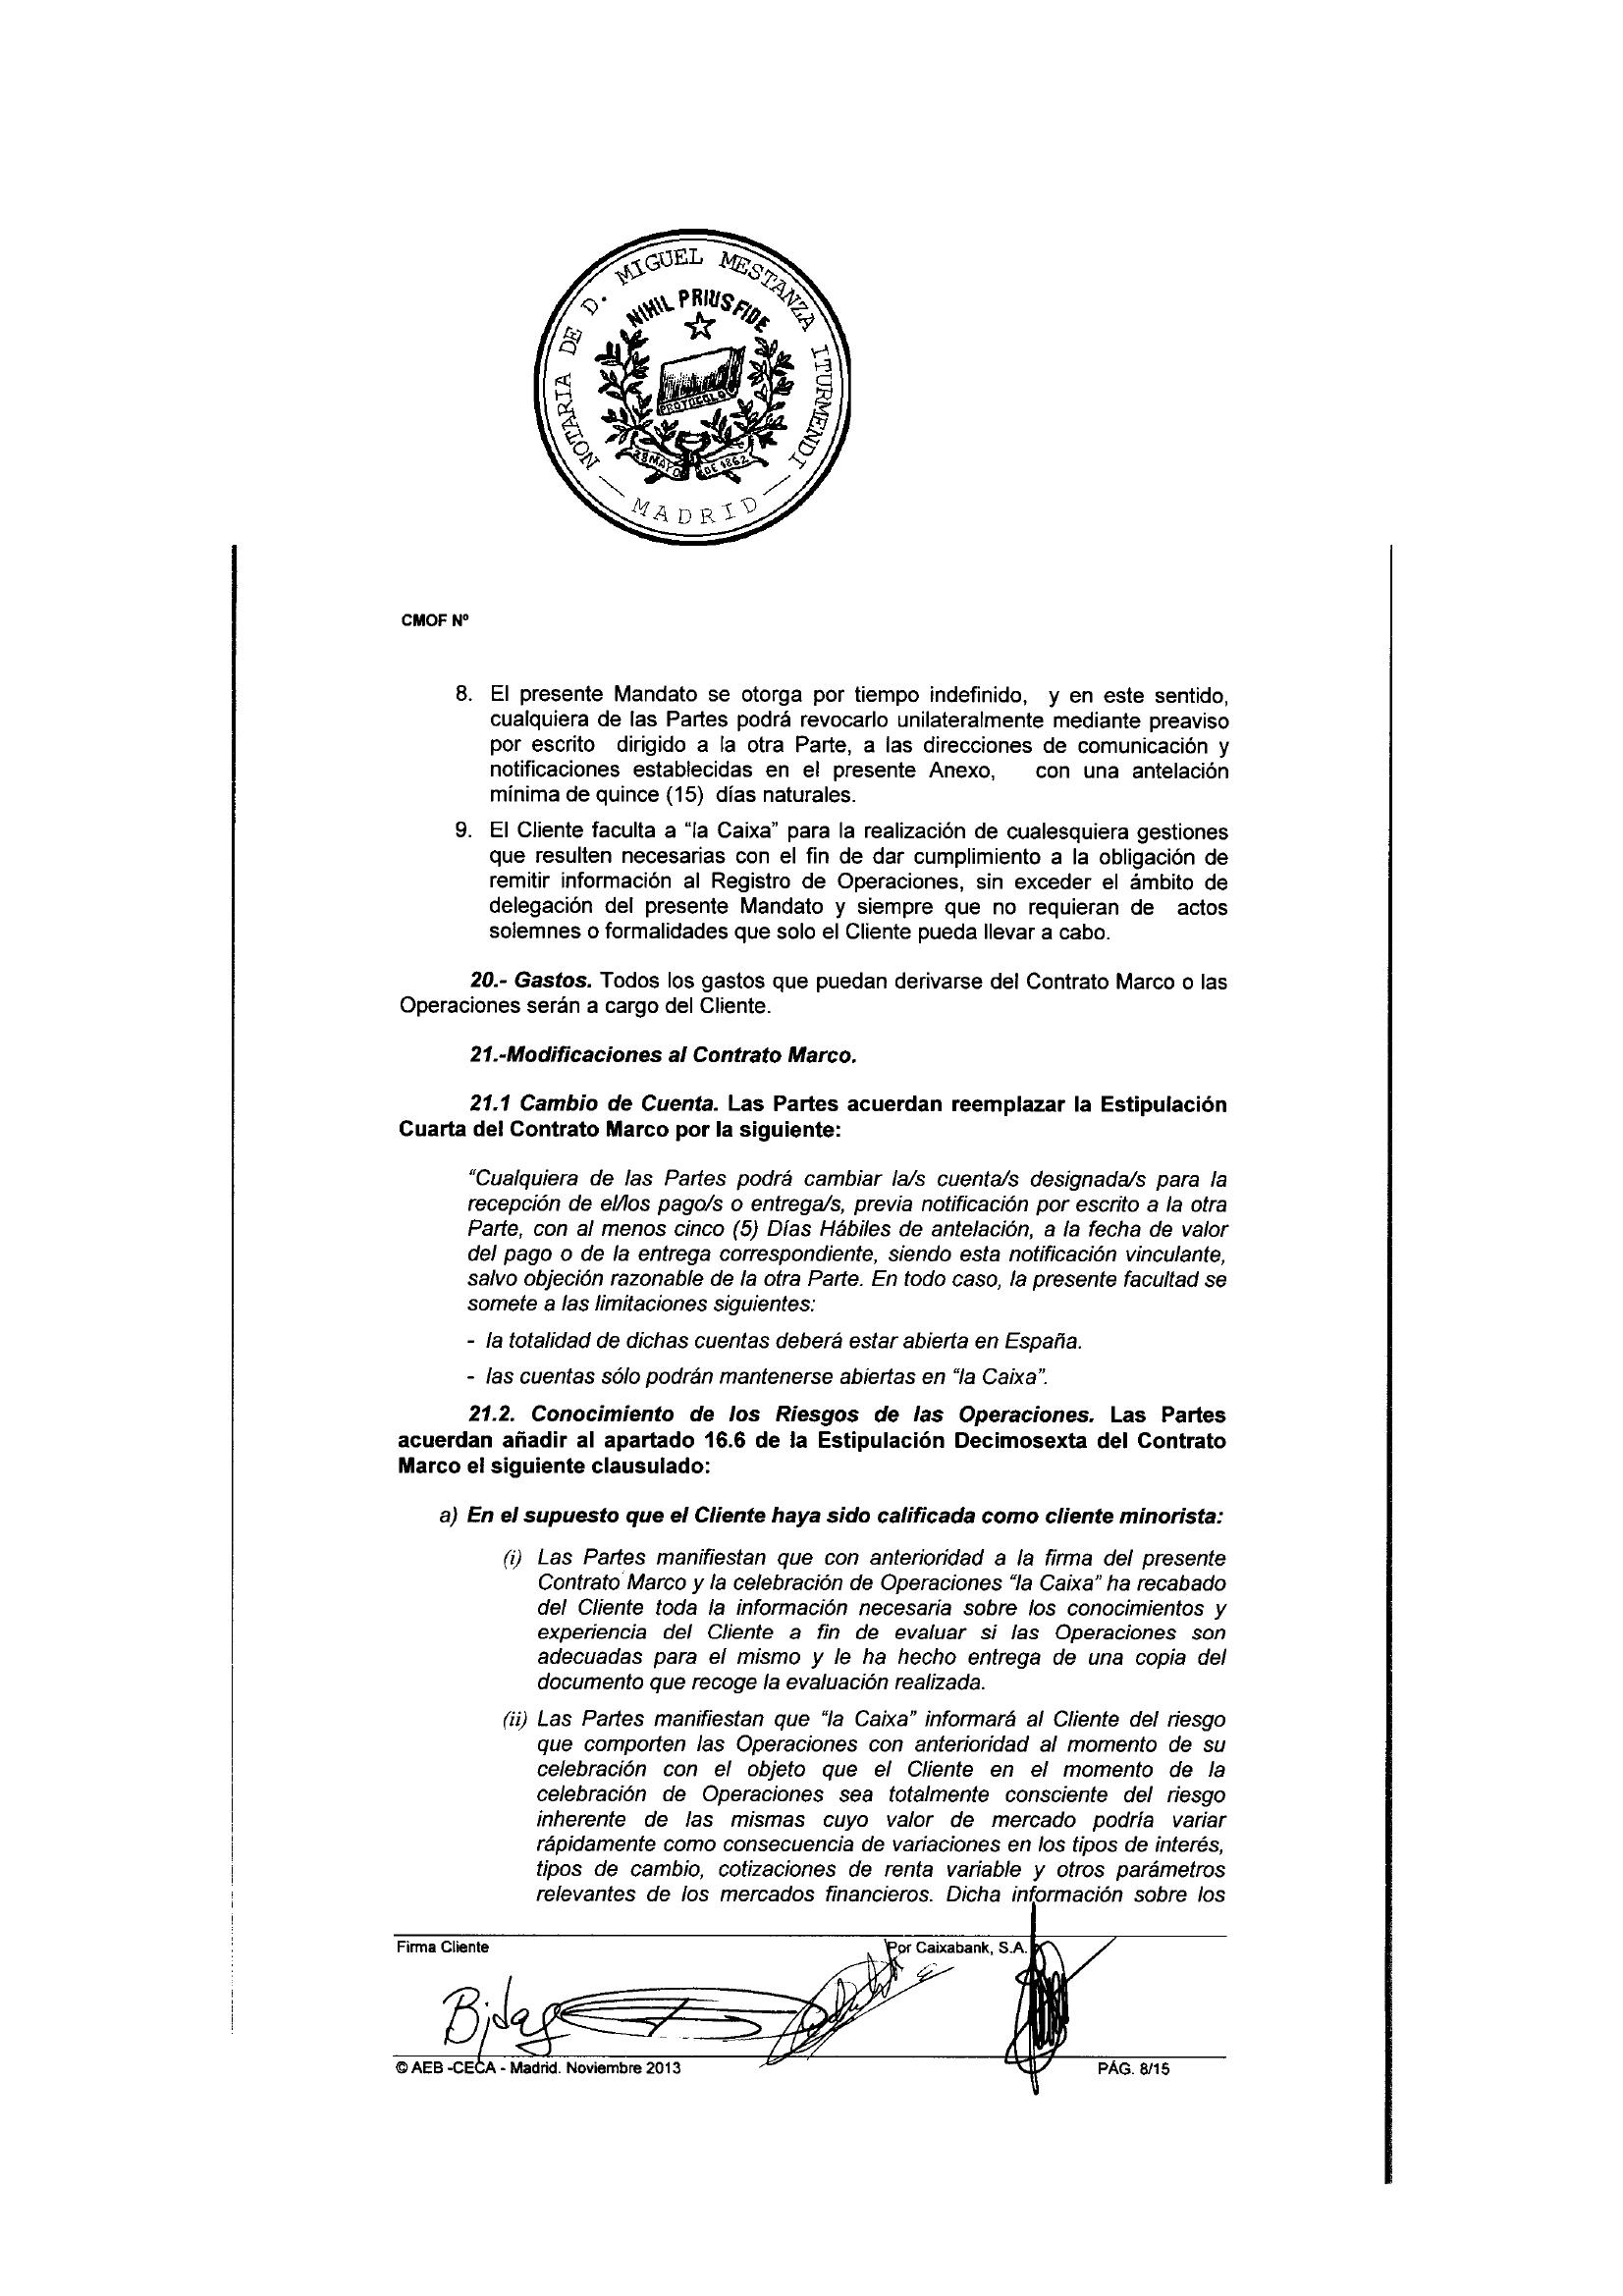 NOTARIA DE D. MIGUEL MESTANZA ITURMENDI
NIHIL PRIUS FIDE
PROTOCOLO
28 MAYO DE 1862
— MADRID —
CMOF Nº
8. El presente Mandato se otorga por tiempo indefinido, y en este sentido,
cualquiera de las Partes podrá revocarlo unilateralmente mediante preaviso
por escrito dirigido a la otra Parte, a las direcciones de comunicación y
notificaciones establecidas en el presente Anexo, con una antelación
mínima de quince (15) días naturales.
9. El Cliente faculta a “la Caixa” para la realización de cualesquiera gestiones
que resulten necesarias con el fin de dar cumplimiento a la obligación de
remitir información al Registro de Operaciones, sin exceder el ámbito de
delegación del presente Mandato y siempre que no requieran de actos
solemnes o formalidades que solo el Cliente pueda llevar a cabo.
20.- Gastos. Todos los gastos que puedan derivarse del Contrato Marco o las
Operaciones serán a cargo del Cliente.
21.-Modificaciones al Contrato Marco.
21.1 Cambio de Cuenta. Las Partes acuerdan reemplazar la Estipulación
Cuarta del Contrato Marco por la siguiente:
“Cualquiera de las Partes podrá cambiar la/s cuenta/s designada/s para la
recepción de el/los pago/s o entrega/s, previa notificación por escrito a la otra
Parte, con al menos cinco (5) Días Hábiles de antelación, a la fecha de valor
del pago o de la entrega correspondiente, siendo esta notificación vinculante,
salvo objeción razonable de la otra Parte. En todo caso, la presente facultad se
somete a las limitaciones siguientes:
- la totalidad de dichas cuentas deberá estar abierta en España.
- las cuentas sólo podrán mantenerse abiertas en “la Caixa”.
21.2. Conocimiento de los Riesgos de las Operaciones. Las Partes
acuerdan añadir al apartado 16.6 de la Estipulación Decimosexta del Contrato
Marco el siguiente clausulado:
a) En el supuesto que el Cliente haya sido calificada como cliente minorista:
(i) Las Partes manifiestan que con anterioridad a la firma del presente
Contrato Marco y la celebración de Operaciones “la Caixa” ha recabado
del Cliente toda la información necesaria sobre los conocimientos y
experiencia del Cliente a fin de evaluar si las Operaciones son
adecuadas para el mismo y le ha hecho entrega de una copia del
documento que recoge la evaluación realizada.
(ii) Las Partes manifiestan que “la Caixa” informará al Cliente del riesgo
que comporten las Operaciones con anterioridad al momento de su
celebración con el objeto que el Cliente en el momento de la
celebración de Operaciones sea totalmente consciente del riesgo
inherente de las mismas cuyo valor de mercado podría variar
rápidamente como consecuencia de variaciones en los tipos de interés,
tipos de cambio, cotizaciones de renta variable y otros parámetros
relevantes de los mercados financieros. Dicha información sobre los
Firma Cliente Por Caixabank, S.A.
© AEB -CECA - Madrid. Noviembre 2013 PÁG. 8/15